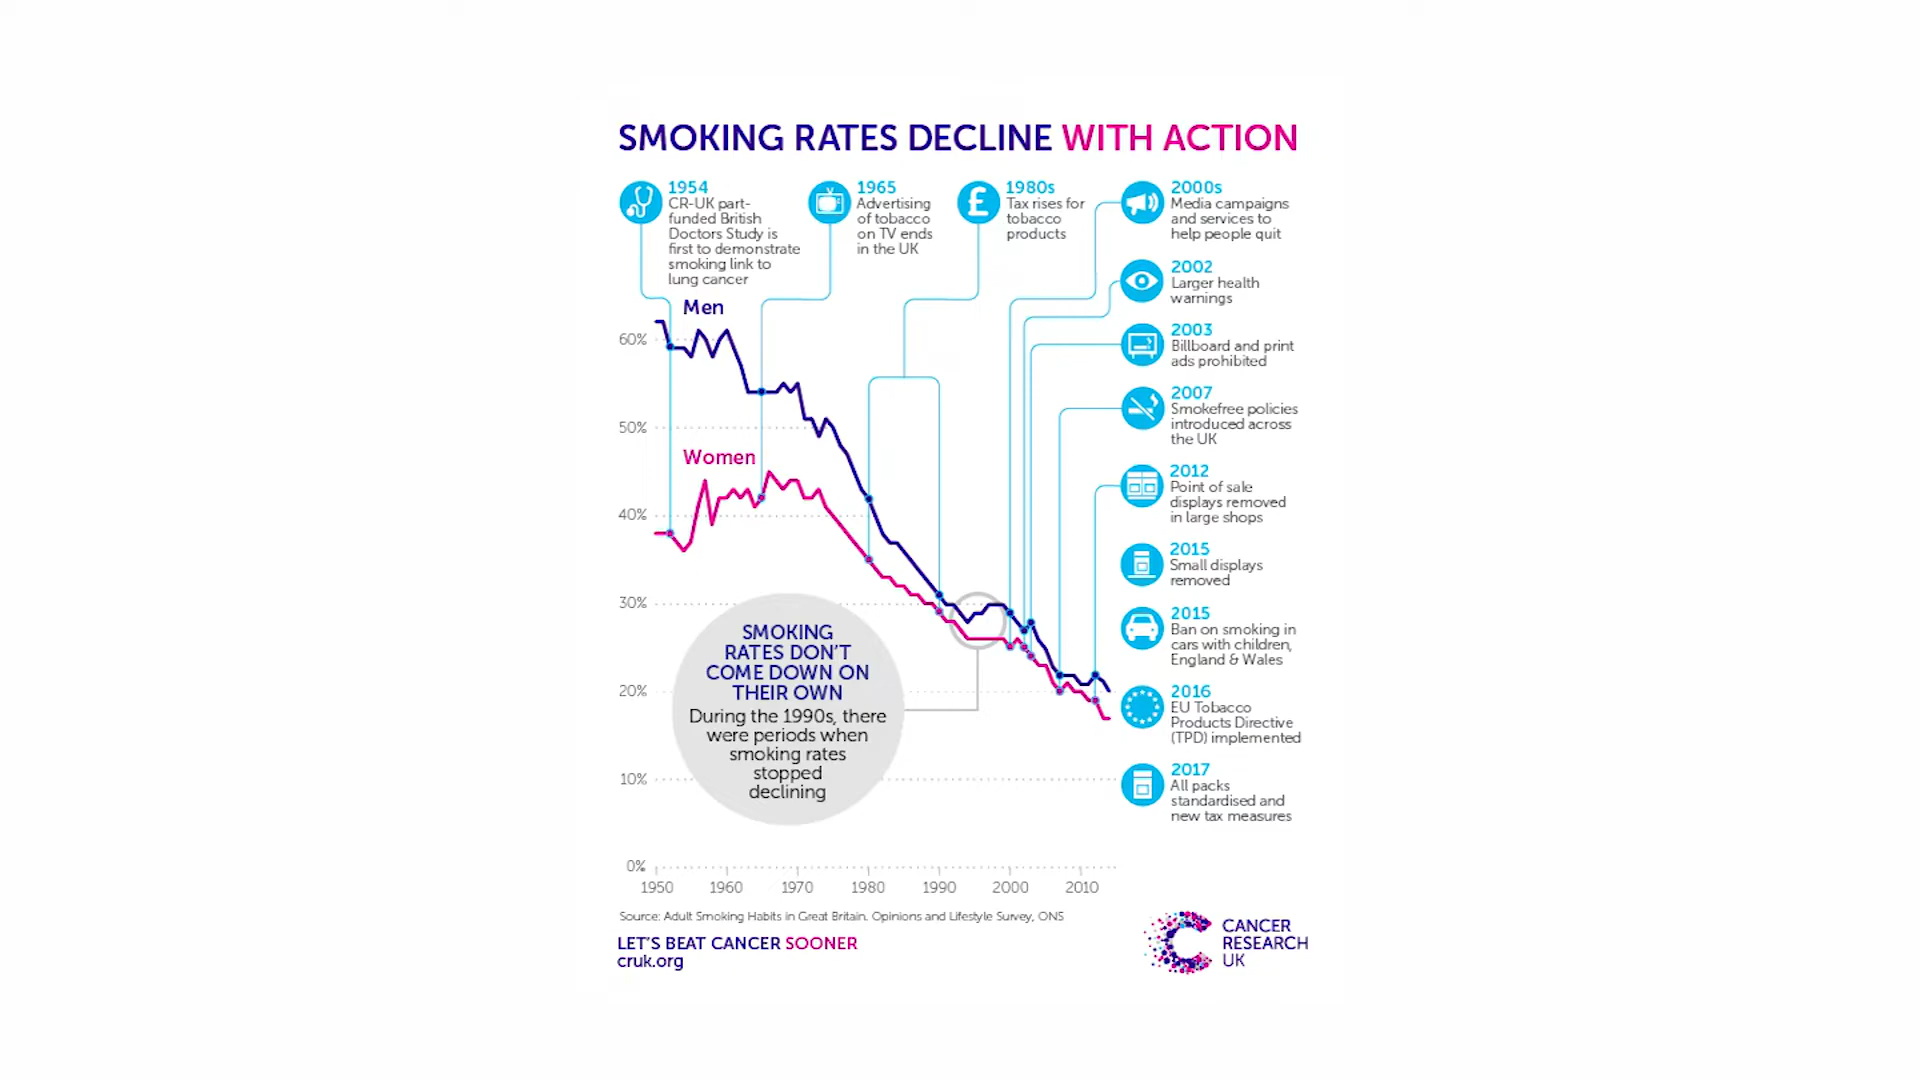 SMOKING RATES DECLINE WITH ACTION
1954
CR-UK part-
funded British
Doctors Study is
first to demonstrate
smoking link to
lung cancer
1965
Advertising
of tobacco
on TV ends
in the UK
1980s
Tax rises for
tobacco
products
2000s
Media campaigns
and services to
help people quit
2002
Larger health
warnings
2003
Billboard and print
ads prohibited
2007
Smokefree policies
introduced across
the UK
2012
Point of sale
displays removed
in large shops
2015
Small displays
removed
2015
Ban on smoking in
cars with children,
England & Wales
2016
EU Tobacco
Products Directive
(TPD) implemented
2017
All packs
standardised and
new tax measures
Men
Women
60%
50%
40%
30%
20%
10%
0%
SMOKING
RATES DON'T
COME DOWN ON
THEIR OWN
During the 1990s, there
were periods when
smoking rates
stopped
declining
1950 1960 1970 1980 1990 2000 2010
Source: Adult Smoking Habits in Great Britain. Opinions and Lifestyle Survey, ONS
LET'S BEAT CANCER SOONER
cruk.org
CANCER
RESEARCH
UK